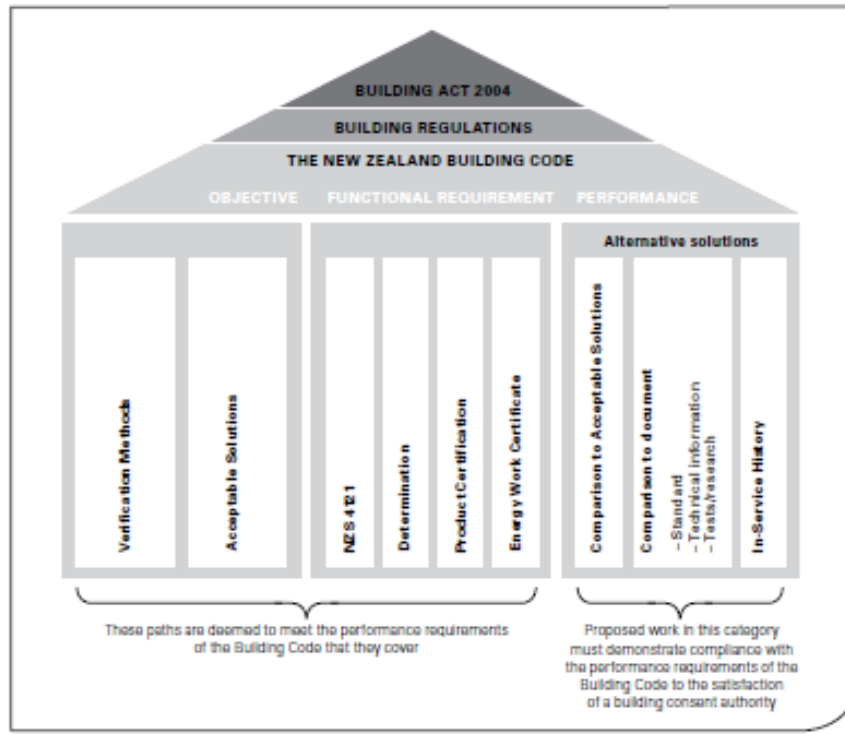 BUILDING ACT 2004
BUILDING REGULATIONS
THE NEW ZEALAND BUILDING CODE
OBJECTIVE FUNCTIONAL REQUIREMENT PERFORMANCE
Alternative solutions
Verification Methods
Acceptable Solutions
NZS 4121
Determination
Product Certification
Energy Work Certificate
Comparison to Acceptable Solutions
Comparison to document
– Standard
– Technical information
– Tests/research
In-Service History
These paths are deemed to meet the performance requirements
of the Building Code that they cover
Proposed work in this category
must demonstrate compliance with
the performance requirements of the
Building Code to the satisfaction
of a building consent authority